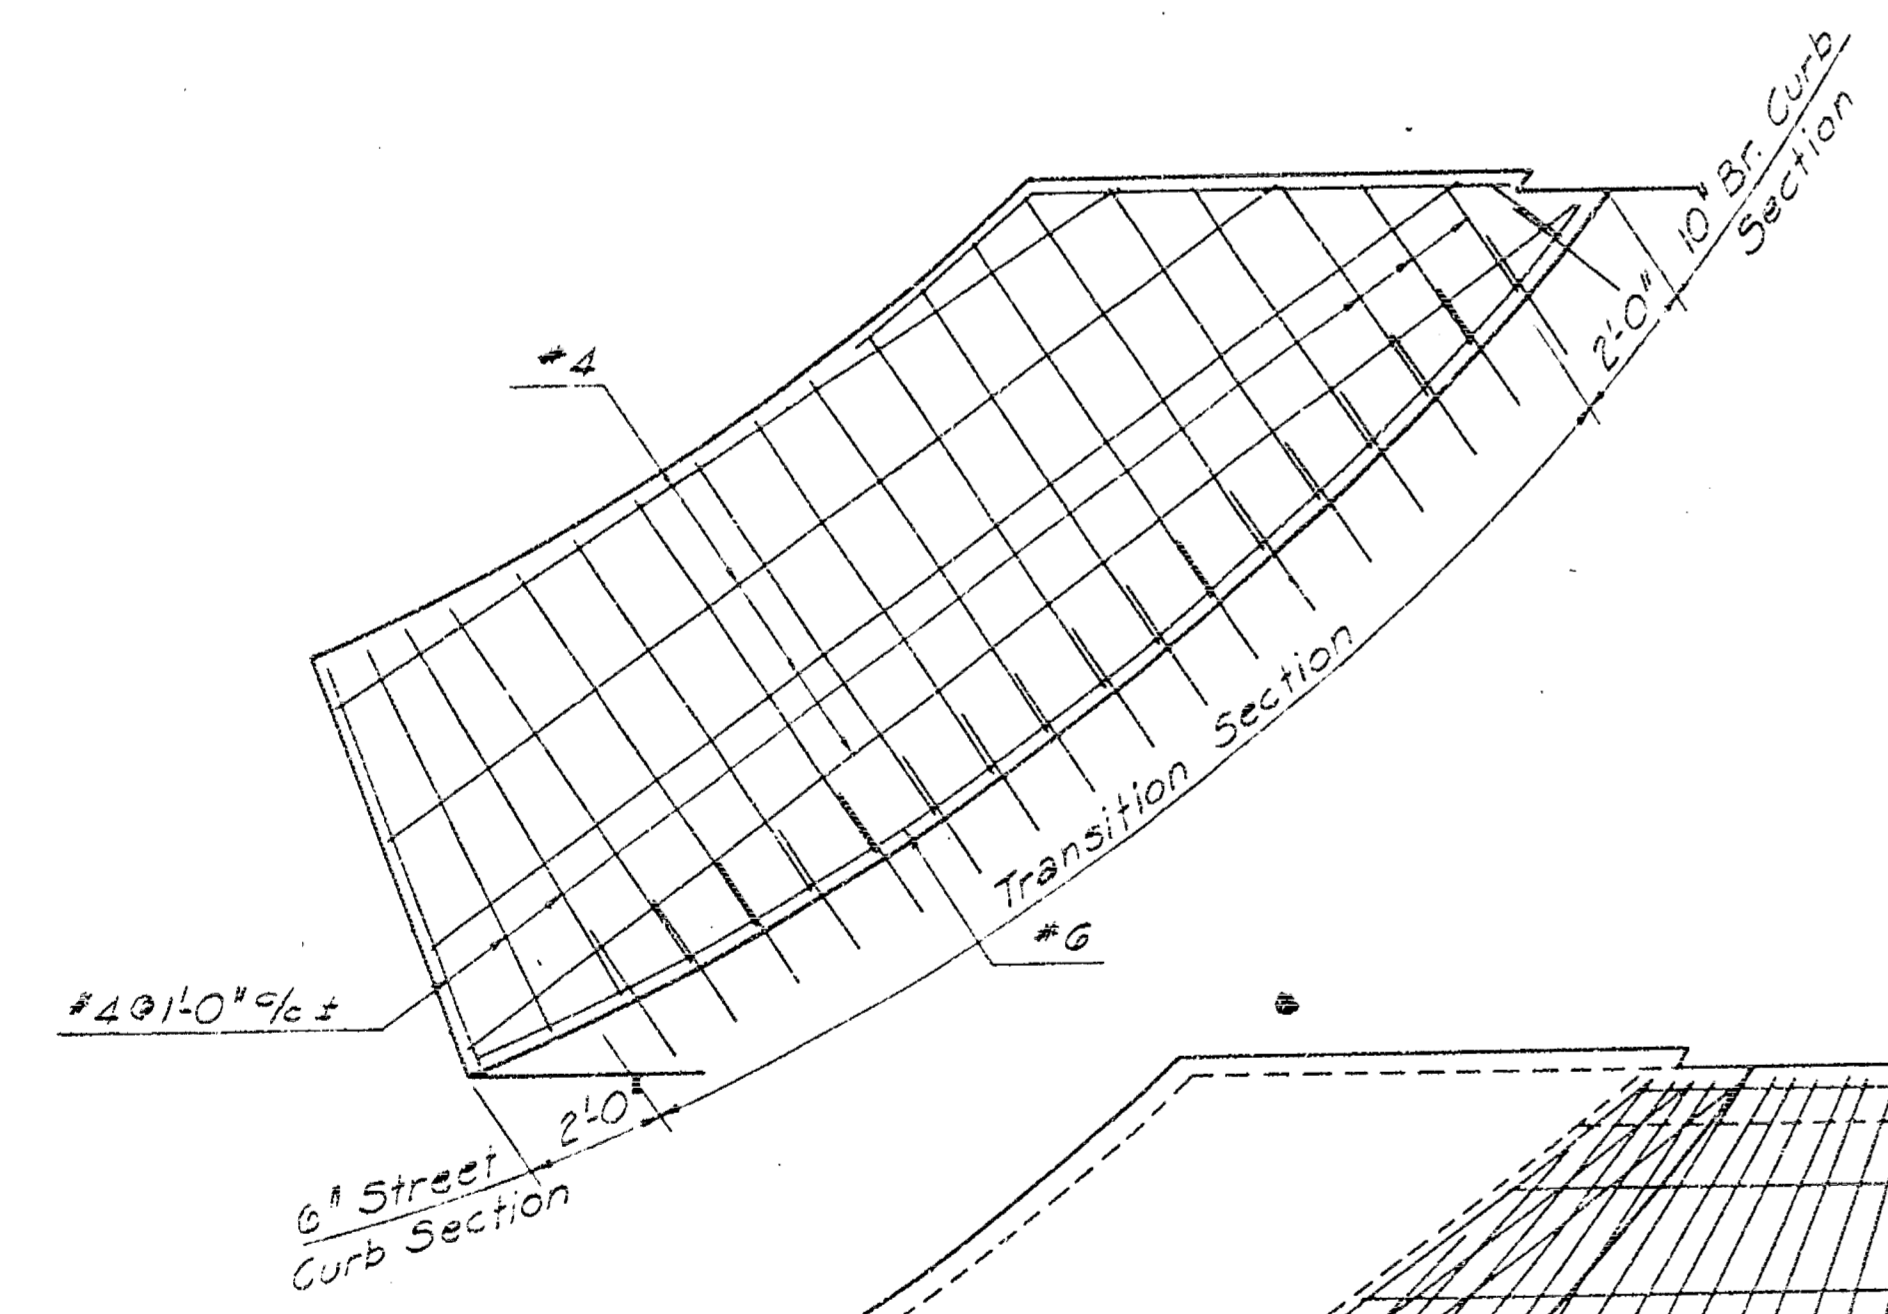 10" Br. Curb
Section
2'-0"
#4
Transition Section
#6
#4@1'-0" c/c ±
2'-0"
6" Street
Curb Section